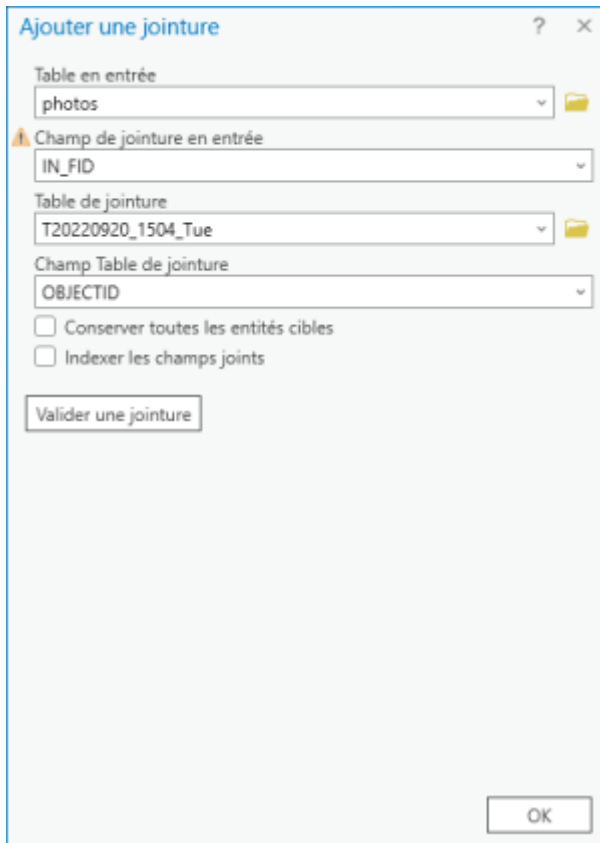 Ajouter une jointure ? ×
Table en entrée
photos
Champ de jointure en entrée
IN_FID
Table de jointure
T20220920_1504_Tue
Champ Table de jointure
OBJECTID
Conserver toutes les entités cibles
Indexer les champs joints
Valider une jointure
OK